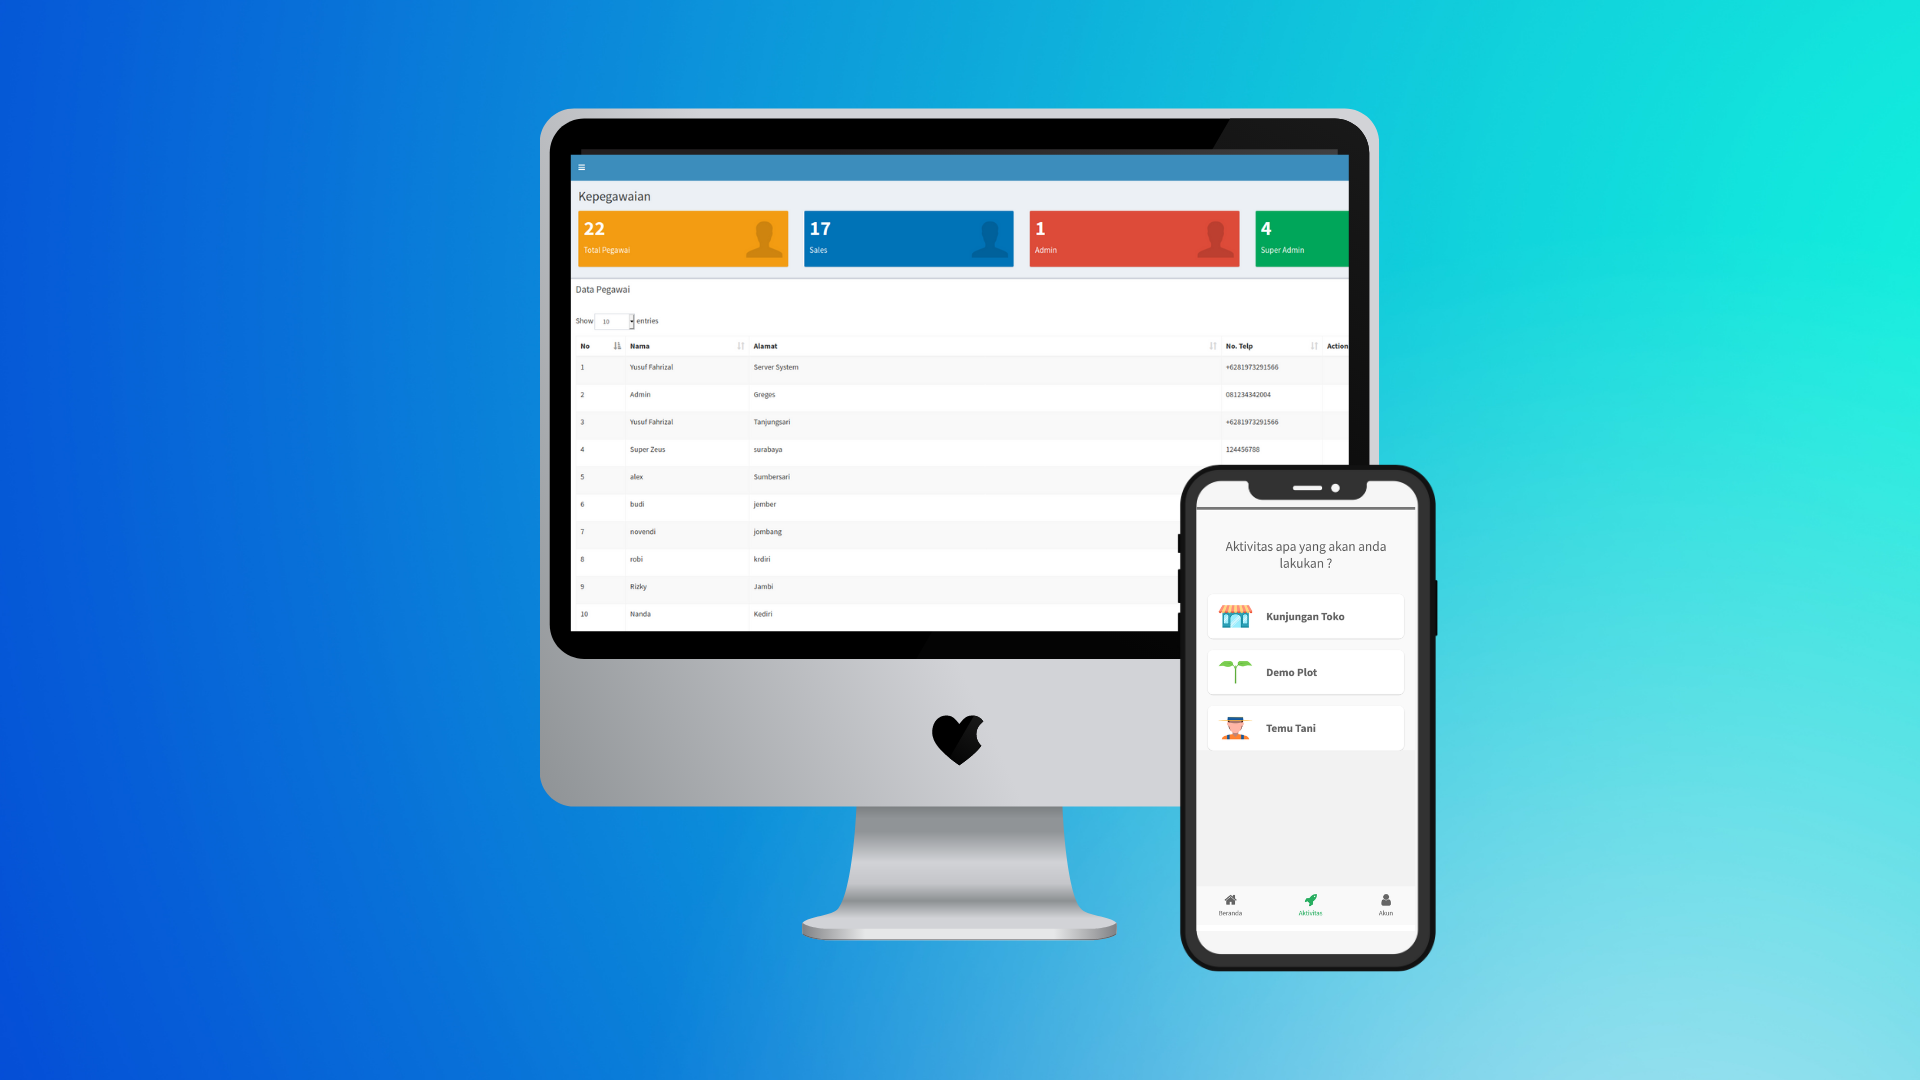 Kepegawaian
22
Total Pegawai
17
Sales
1
Admin
4
Super Admin
Data Pegawai
Show 10 entries
No Nama Alamat No. Telp Action
1 Yusuf Fahrizal Server System +6281973291566
2 Admin Greges 081234342004
3 Yusuf Fahrizal Tanjungsari +6281973291566
4 Super Zeus surabaya 124456788
5 alex Sumbersari
6 budi jember
7 novendi jombang
8 robi krdiri
9 Rizky Jambi
10 Nanda Kediri
Aktivitas apa yang akan anda
lakukan ?
Kunjungan Toko
Demo Plot
Temu Tani
Beranda Aktivitas Akun